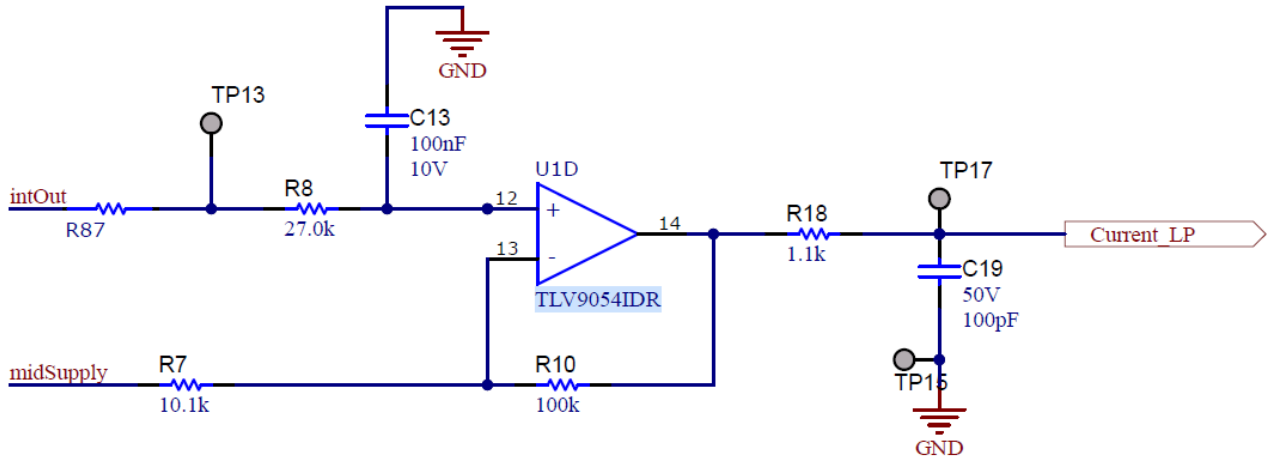 GND
TP13
C13
100nF
10V
U1D
TP17
intOut
R87
R8
27.0k
12
+
14
R18
1.1k
Current_LP
13
-
TLV9054IDR
C19
50V
100pF
midSupply
R7
10.1k
R10
100k
TP15
GND